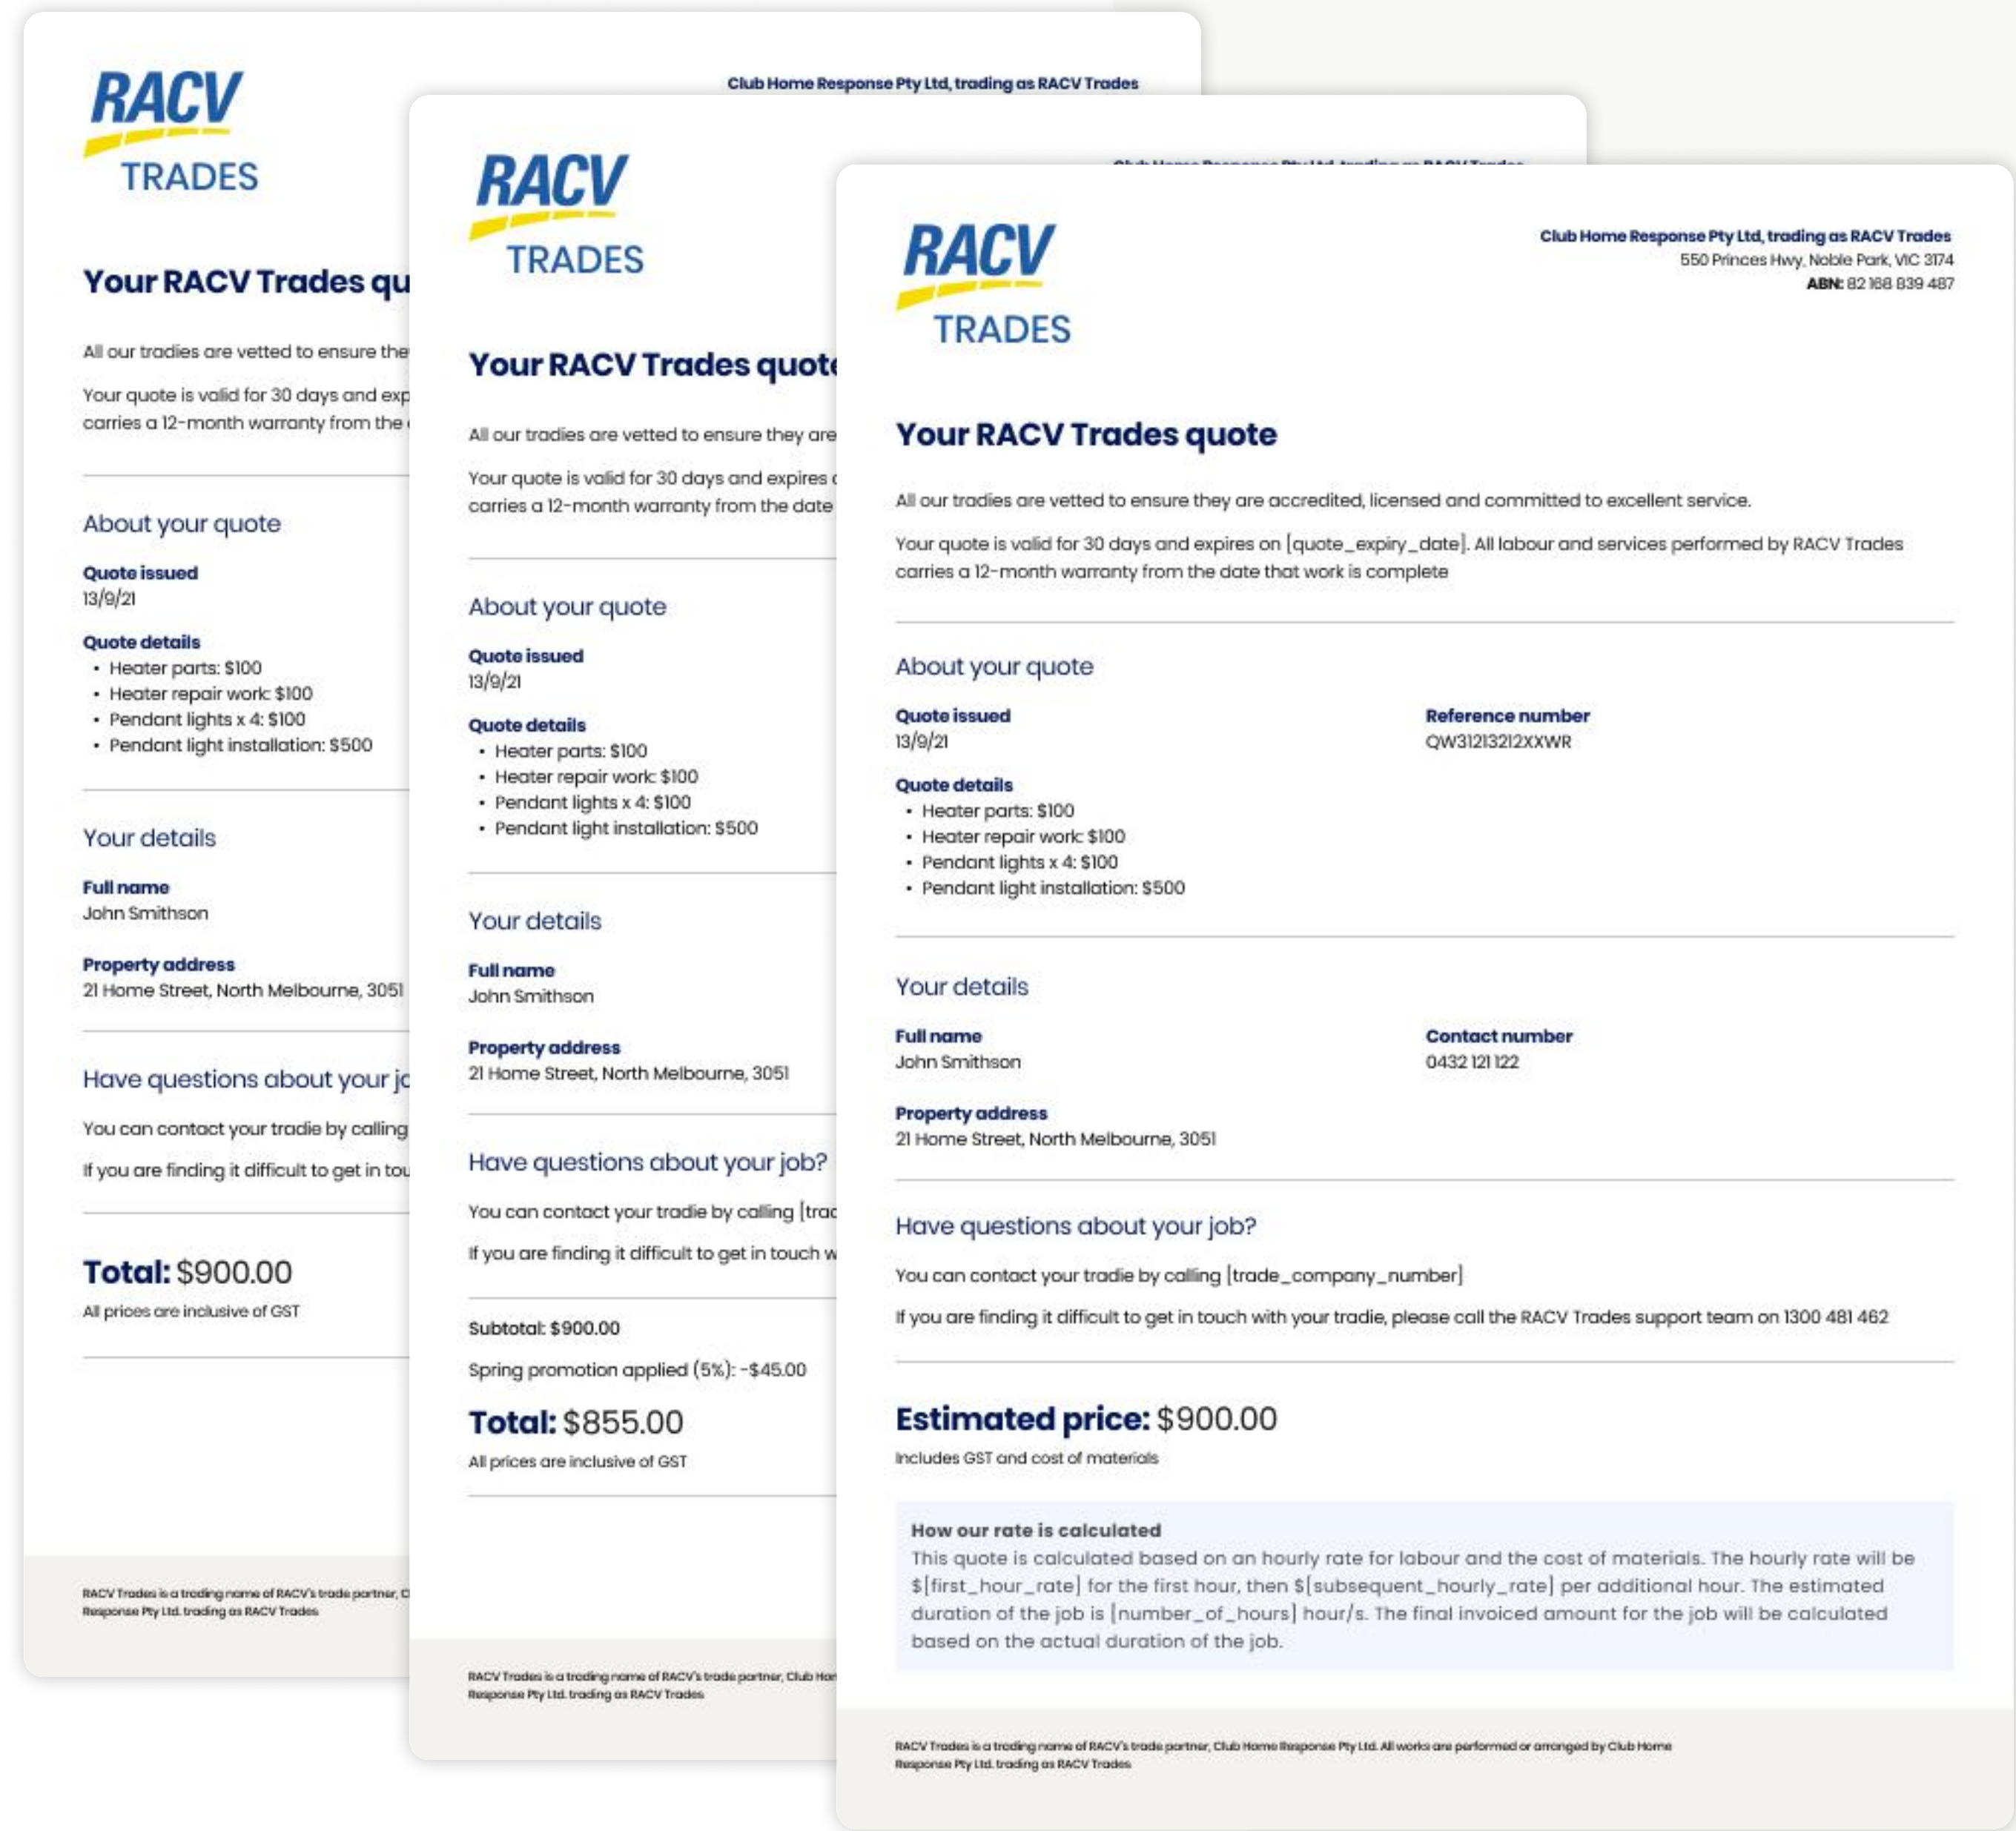 RACV
TRADES
Club Home Response Pty Ltd, trading as RACV Trades
Your RACV Trades qu
All our tradies are vetted to ensure the
Your quote is valid for 30 days and exp
carries a 12-month warranty from the
About your quote
Quote issued
13/9/21
Quote details
• Heater parts: $100
• Heater repair work: $100
• Pendant lights x 4: $100
• Pendant light installation: $500
Your details
Full name
John Smithson
Property address
21 Home Street, North Melbourne, 3051
Have questions about your jo
You can contact your tradie by calling
If you are finding it difficult to get in tou
Total: $900.00
All prices are inclusive of GST
RACV Trades is a trading name of RACV's trade partner, C
Response Pty Ltd. trading as RACV Trades
RACV
TRADES
Club Home Response Pty Ltd, trading as RACV Trades
Your RACV Trades quote
All our tradies are vetted to ensure they are
Your quote is valid for 30 days and expires
carries a 12-month warranty from the date
About your quote
Quote issued
13/9/21
Quote details
• Heater parts: $100
• Heater repair work: $100
• Pendant lights x 4: $100
• Pendant light installation: $500
Your details
Full name
John Smithson
Property address
21 Home Street, North Melbourne, 3051
Have questions about your job?
You can contact your tradie by calling [trac
If you are finding it difficult to get in touch w
Subtotal: $900.00
Spring promotion applied (5%): -$45.00
Total: $855.00
All prices are inclusive of GST
RACV Trades is a trading name of RACV's trade partner, Club Hom
Response Pty Ltd. trading as RACV Trades
RACV
TRADES
Club Home Response Pty Ltd, trading as RACV Trades
550 Princes Hwy, Noble Park, VIC 3174
ABN: 82 168 839 487
Your RACV Trades quote
All our tradies are vetted to ensure they are accredited, licensed and committed to excellent service.
Your quote is valid for 30 days and expires on [quote_expiry_date]. All labour and services performed by RACV Trades
carries a 12-month warranty from the date that work is complete
About your quote
Quote issued
13/9/21
Reference number
QW31213212XXWR
Quote details
• Heater parts: $100
• Heater repair work: $100
• Pendant lights x 4: $100
• Pendant light installation: $500
Your details
Full name
John Smithson
Contact number
0432 121 122
Property address
21 Home Street, North Melbourne, 3051
Have questions about your job?
You can contact your tradie by calling [trade_company_number]
If you are finding it difficult to get in touch with your tradie, please call the RACV Trades support team on 1300 481 462
Estimated price: $900.00
Includes GST and cost of materials
How our rate is calculated
This quote is calculated based on an hourly rate for labour and the cost of materials. The hourly rate will be
$[first_hour_rate] for the first hour, then $[subsequent_hourly_rate] per additional hour. The estimated
duration of the job is [number_of_hours] hour/s. The final invoiced amount for the job will be calculated
based on the actual duration of the job.
RACV Trades is a trading name of RACV's trade partner, Club Home Response Pty Ltd. All works are performed or arranged by Club Home
Response Pty Ltd. trading as RACV Trades